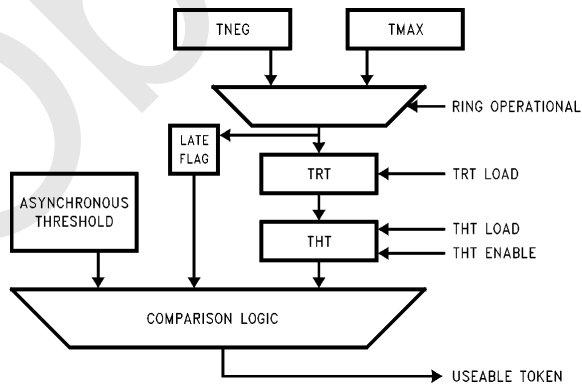 TNEG
TMAX
RING OPERATIONAL
LATE
FLAG
TRT
TRT LOAD
ASYNCHRONOUS
THRESHOLD
THT
THT LOAD
THT ENABLE
COMPARISON LOGIC
USEABLE TOKEN